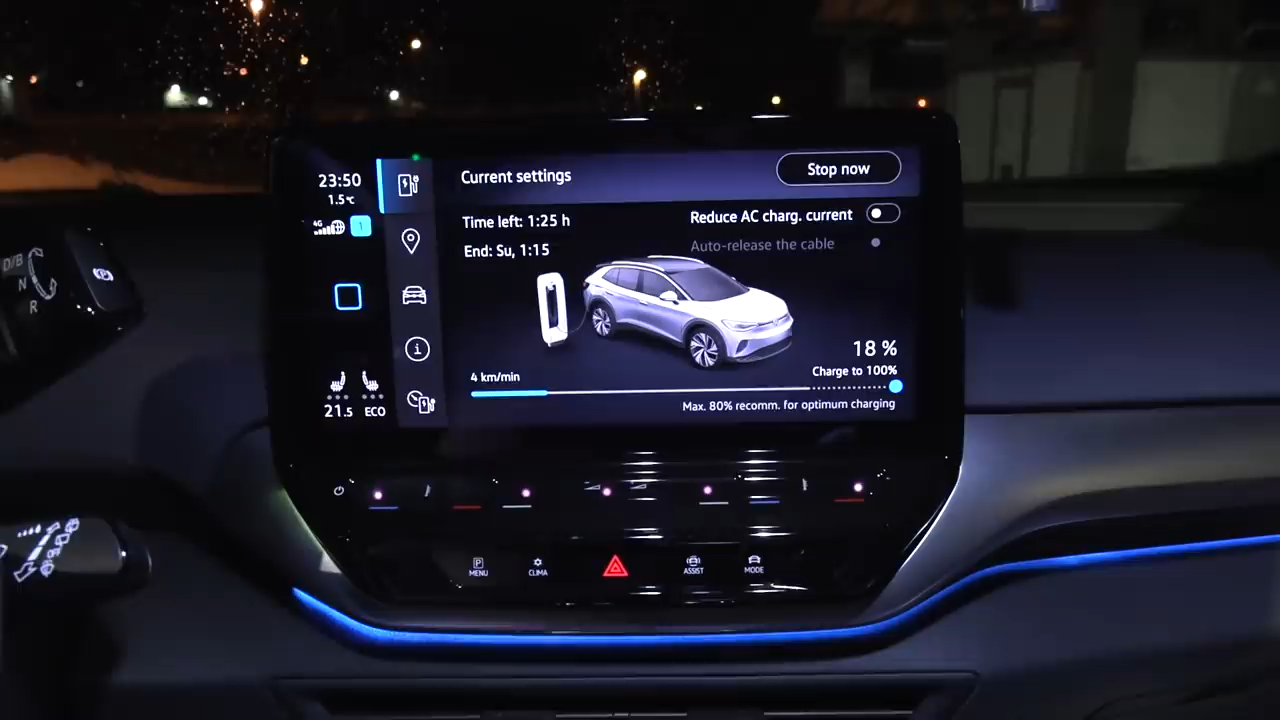 23:50
1.5°C
4G
1
Current settings
Stop now
Time left: 1:25 h
End: Su, 1:15
Reduce AC charg. current
Auto-release the cable
18 %
4 km/min
Charge to 100%
Max. 80% recomm. for optimum charging
21.5 ECO
D/B
N
R
P
MENU
CLIMA
ASSIST
MODE